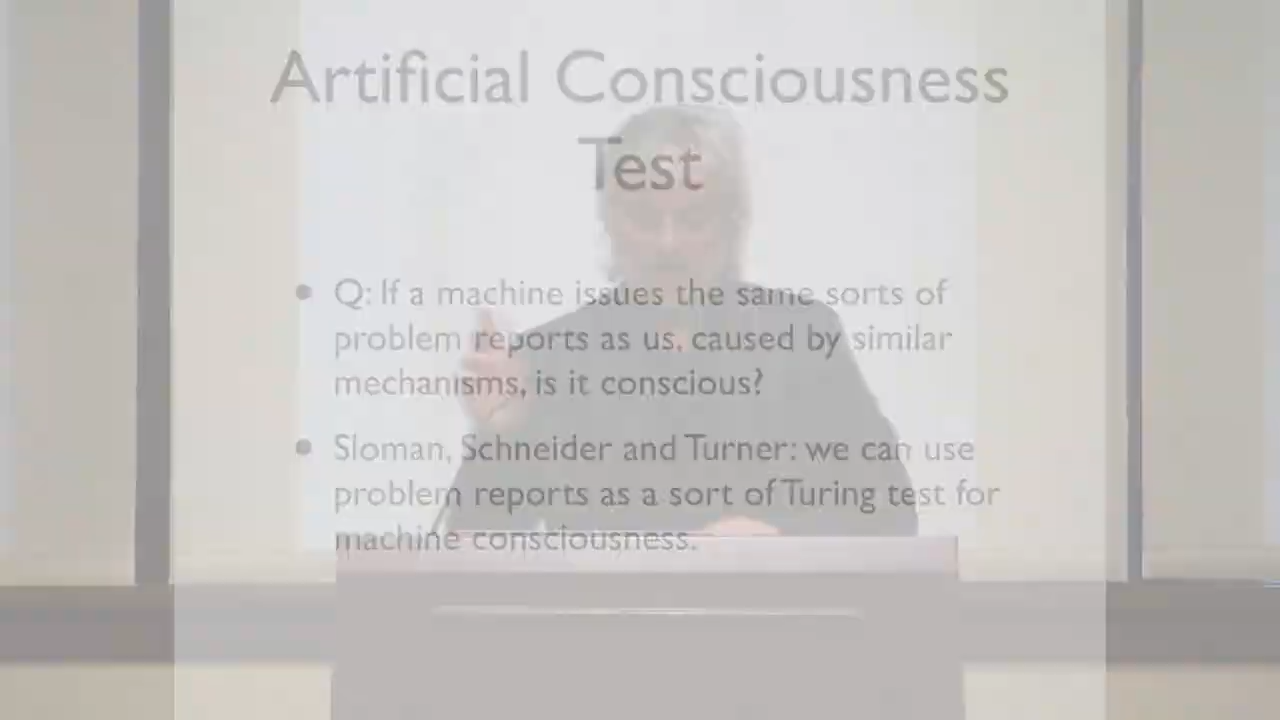 Artificial Consciousness
Test
• Q: If a machine issues the same sorts of
problem reports as us, caused by similar
mechanisms, is it conscious?
• Sloman, Schneider and Turner: we can use
problem reports as a sort of Turing test for
machine consciousness.